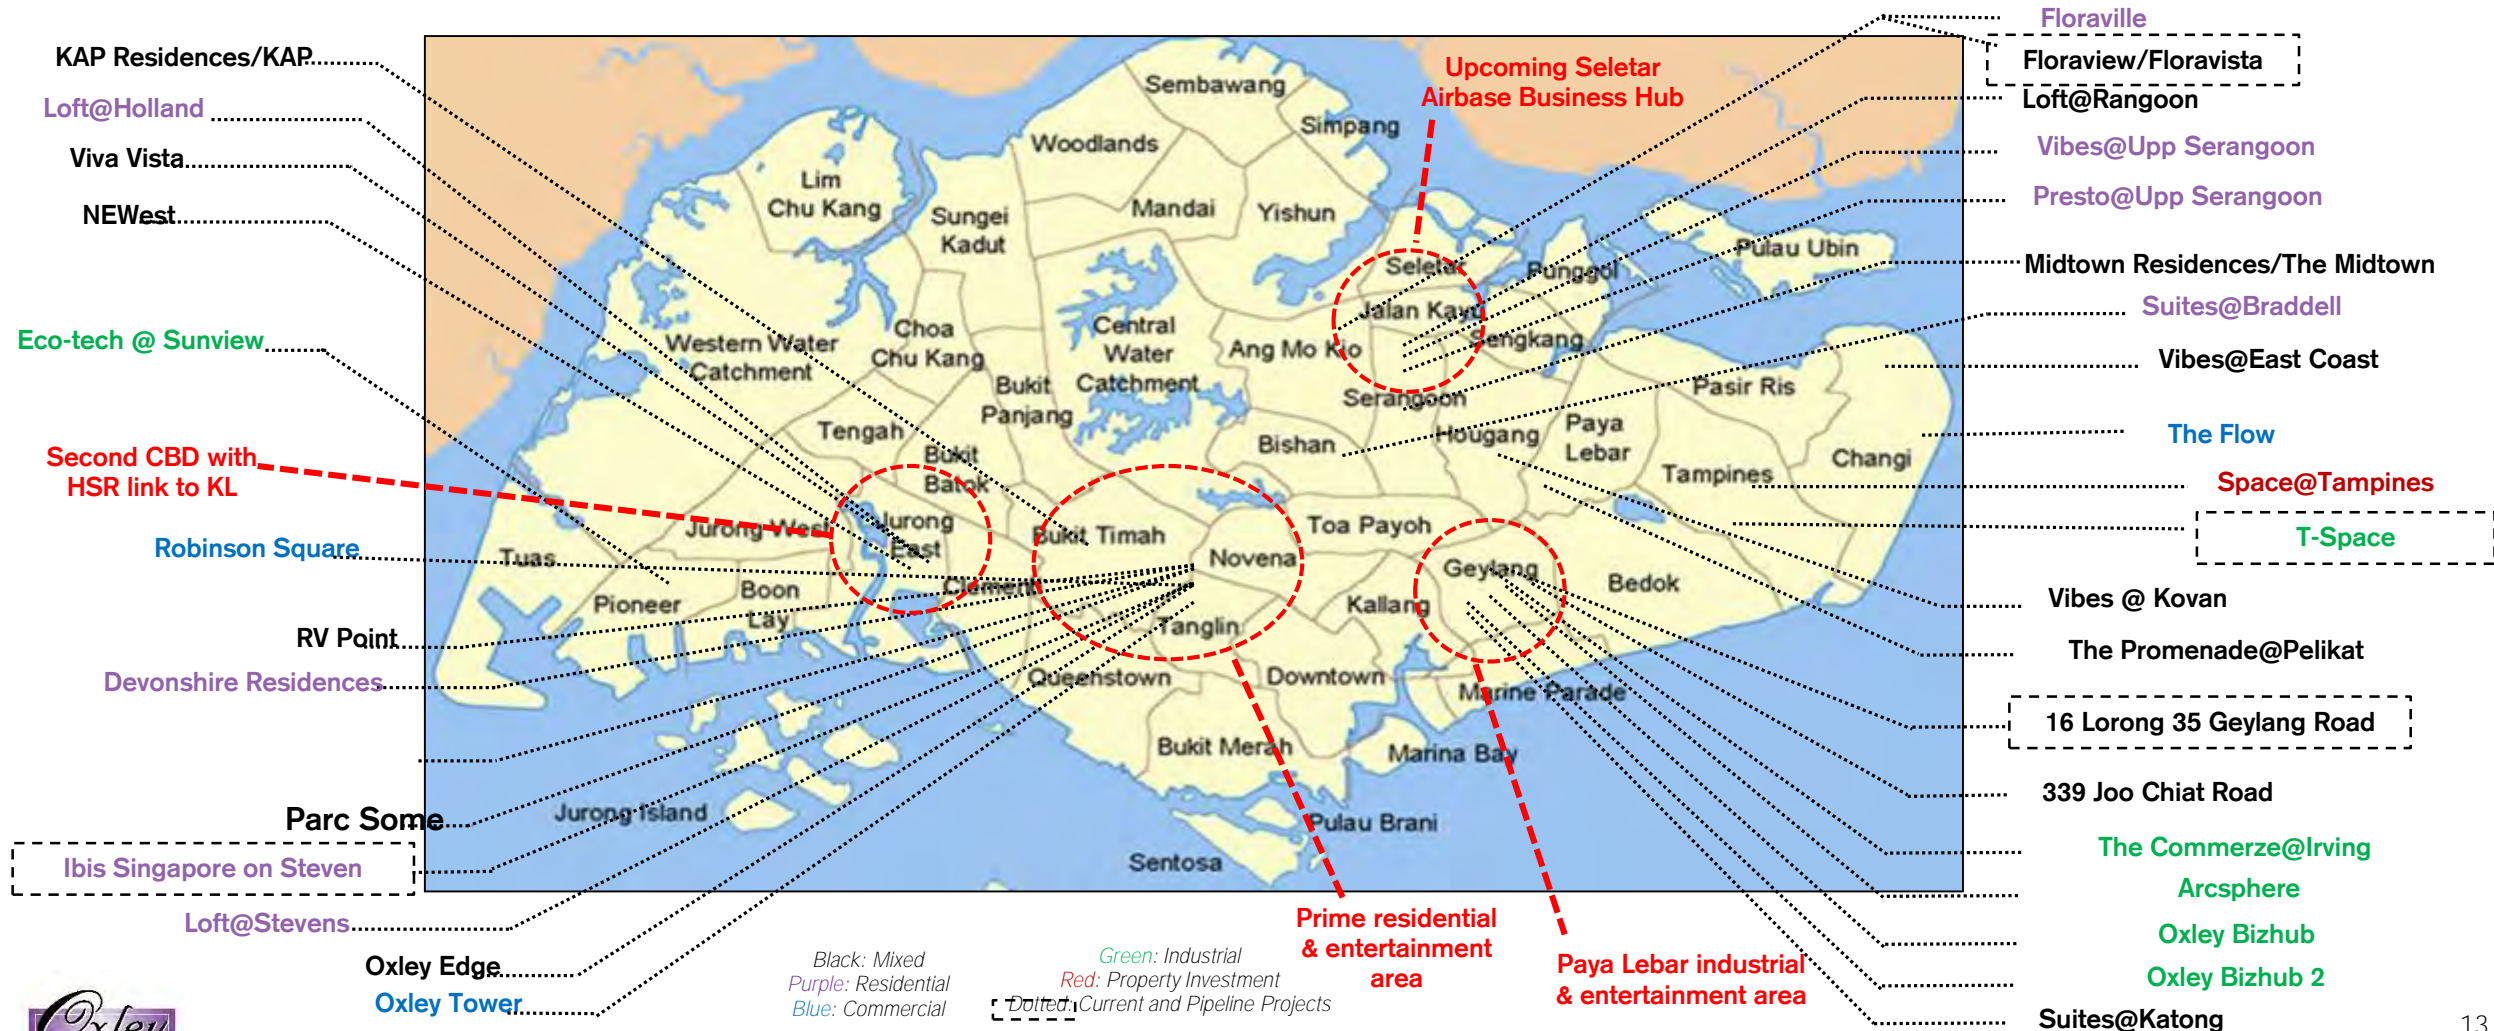 KAP Residences/KAP
Loft@Holland
Viva Vista
NEWest
Eco-tech @ Sunview
Second CBD with
HSR link to KL
Robinson Square
RV Point
Devonshire Residences
Parc Some
Ibis Singapore on Steven
Loft@Stevens
Oxley Edge
Oxley Tower
Oxley
Upcoming Seletar
Airbase Business Hub
Sembawang
Simpang
Woodlands
Lim
Chu Kang
Sungei
Kadut
Mandai
Yishun
Seletar
Punggol
Pulau Ubin
Jalan Kayu
Sengkang
Western Water
Catchment
Choa
Chu Kang
Central
Water
Catchment
Ang Mo Kio
Bukit
Panjang
Serangoon
Pasir Ris
Tengah
Bukit
Batok
Bishan
Hougang
Paya
Lebar
Tampines
Changi
Jurong West
Jurong
East
Bukit Timah
Novena
Toa Payoh
Tuas
Pioneer
Boon
Lay
Clementi
Tanglin
Kallang
Geylang
Bedok
Queenstown
Downtown
Marine Parade
Bukit Merah
Marina Bay
Jurong Island
Pulau Brani
Sentosa
Prime residential
& entertainment
area
Paya Lebar industrial
& entertainment area
Black: Mixed
Purple: Residential
Blue: Commercial
Green: Industrial
Red: Property Investment
Dotted: Current and Pipeline Projects
Floraville
Floraview/Floravista
Loft@Rangoon
Vibes@Upp Serangoon
Presto@Upp Serangoon
Midtown Residences/The Midtown
Suites@Braddell
Vibes@East Coast
The Flow
Space@Tampines
T-Space
Vibes @ Kovan
The Promenade@Pelikat
16 Lorong 35 Geylang Road
339 Joo Chiat Road
The Commerze@Irving
Arcsphere
Oxley Bizhub
Oxley Bizhub 2
Suites@Katong
13